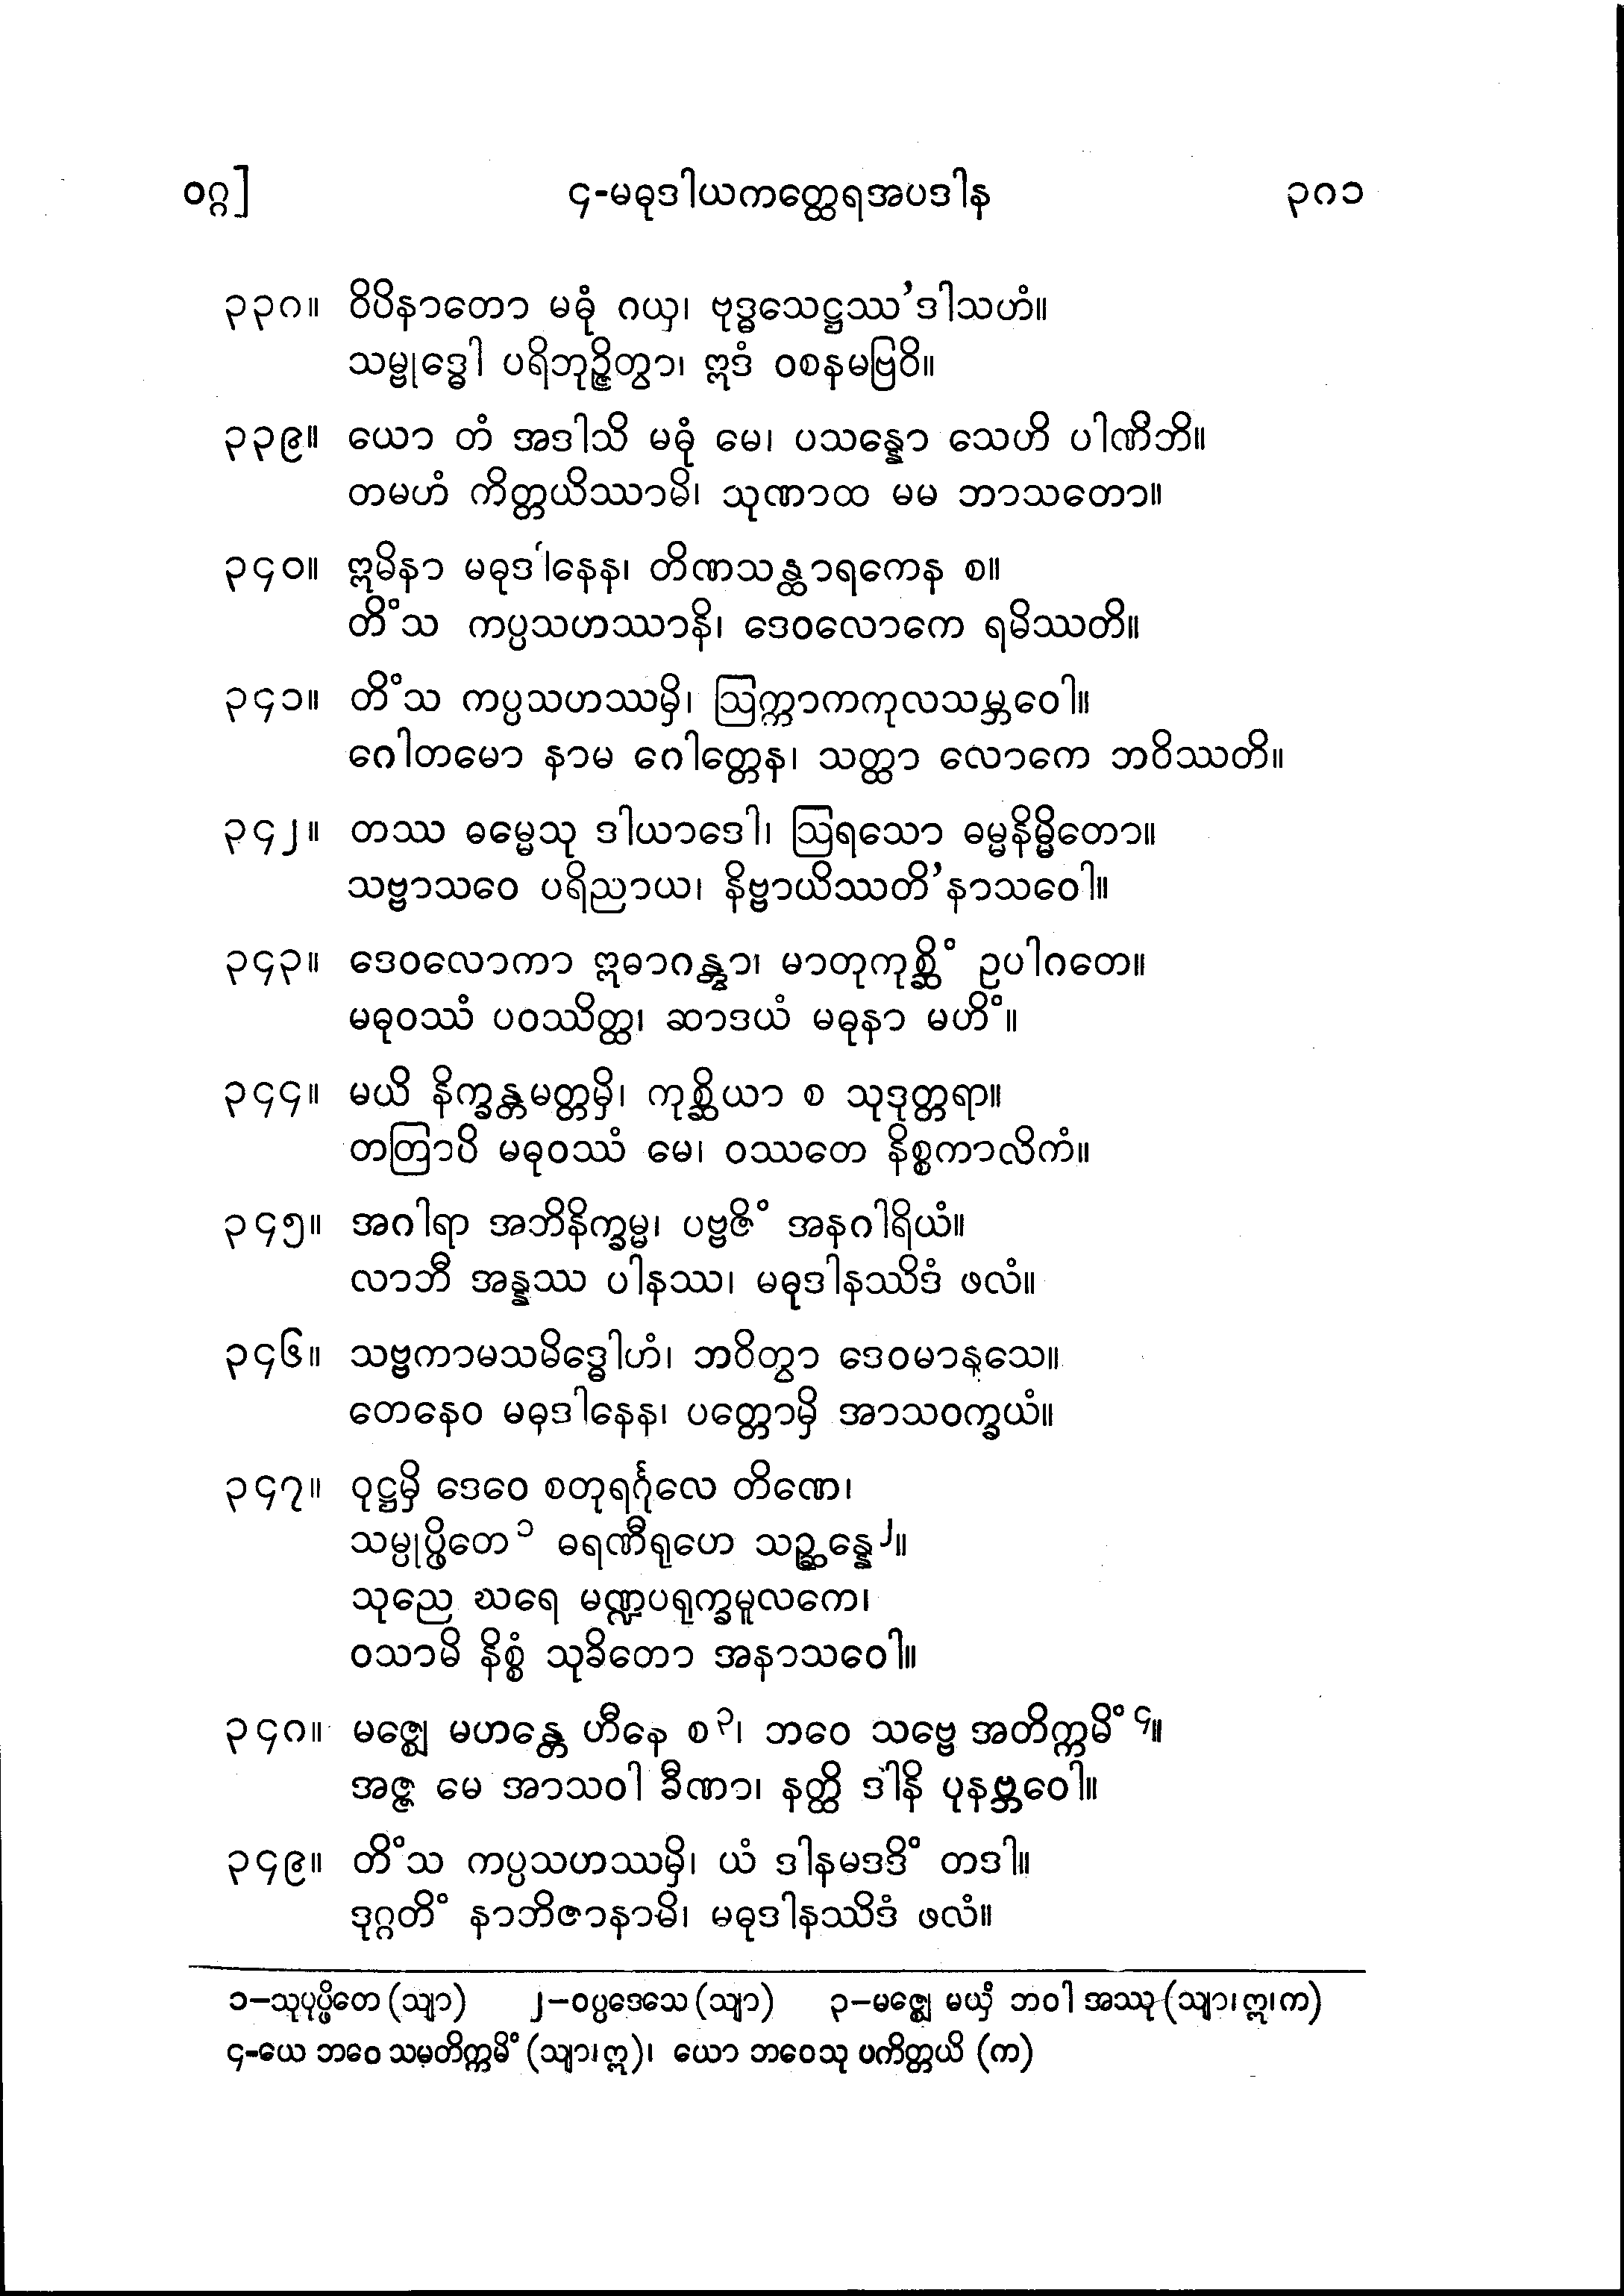 ဝဂ္ဂ] ၄-မဓုဒါယကတ္ထေရအပဒါန ၃၈၁
၃၃၈။ ဝိပိနာတော မဓုံ ဂယှ၊ ဗုဒ္ဓသေဋ္ဌဿ’ဒါသဟံ။
သမ္ဗုဒ္ဓေါ ပရိဘုဉ္ဇိတွာ၊ ဣဒံ ဝစနမဗြဝိ။
၃၃၉။ ယော တံ အဒါသိ မဓုံ မေ၊ ပသန္နော သေဟိ ပါဏိဘိ။
တမဟံ ကိတ္တယိဿာမိ၊ သုဏာထ မမ ဘာသတော။
၃၄၀။ ဣမိနာ မဓုဒါနေန၊ တိဏသန္ထာရကေန စ။
တိံသ ကပ္ပသဟဿာနိ၊ ဒေဝလောကေ ရမိဿတိ။
၃၄၁။ တိံသ ကပ္ပသဟဿမှိ၊ ဩက္ကာကကုလသမ္ဘဝေါ။
ဂေါတမော နာမ ဂေါတ္တေန၊ သတ္ထာ လောကေ ဘဝိဿတိ။
၃၄၂။ တဿ ဓမ္မေသု ဒါယာဒေါ၊ ဩရသော ဓမ္မနိမ္မိတော။
သဗ္ဗာသဝေ ပရိညာယ၊ နိဗ္ဗာယိဿတိ’နာသဝေါ။
၃၄၃။ ဒေဝလောကာ ဣဓာဂန္တွာ၊ မာတုကုစ္ဆိံ ဥပါဂတေ။
မဓုဝဿံ ပဝဿိတ္ထ၊ ဆာဒယံ မဓုနာ မဟိံ။
၃၄၄။ မယိ နိက္ခန္တမတ္တမှိ၊ ကုစ္ဆိယာ စ သုဒုတ္တရာ။
တတြာပိ မဓုဝဿံ မေ၊ ဝဿတေ နိစ္စကာလိကံ။
၃၄၅။ အဂါရာ အဘိနိက္ခမ္မ၊ ပဗ္ဗဇိံ အနဂါရိယံ။
လာဘီ အန္နဿ ပါနဿ၊ မဓုဒါနဿိဒံ ဖလံ။
၃၄၆။ သဗ္ဗကာမသမိဒ္ဓေါဟံ၊ ဘဝိတွာ ဒေဝမာနုသေ။
တေနေဝ မဓုဒါနေန၊ ပတ္တောမှိ အာသဝက္ခယံ။
၃၄၇။ ဝုဋ္ဌမှိ ဒေဝေ စတုရင်္ဂုလေ တိဏေ၊
သမ္ပုပ္ဖိတေ ၁ ဓရဏီရုဟေ သဉ္ဆန္နေ ၂။
သုညေ ဃရေ မဏ္ဍပရုက္ခမူလကေ၊
ဝသာမိ နိစ္စံ သုခိတော အနာသဝေါ။
၃၄၈။ မဇ္ဈေ မဟန္တေ ဟီနေ စ ၃၊ ဘဝေ သဗ္ဗေ အတိက္ကမိံ ၄။
အဇ္ဇ မေ အာသဝါ ခီဏာ၊ နတ္ထိ ဒါနိ ပုနဗ္ဘဝေါ။
၃၄၉။ တိံသ ကပ္ပသဟဿမှိ၊ ယံ ဒါနမဒဒိံ တဒါ။
ဒုဂ္ဂတိံ နာဘိဇာနာမိ၊ မဓုဒါနဿိဒံ ဖလံ။
၁–သုပုပ္ဖိတေ (သျာ) ၂–ဝပ္ပဒေသေ (သျာ) ၃–မဇ္ဈေ မယှံ ဘဝါ အဿု (သျာ၊ ဣ၊ က)
၄-ယေ ဘဝေ သမတိက္ကမိံ (သျာ၊ ဣ)၊ ယော ဘဝေသု ပကိတ္တယိ (က)